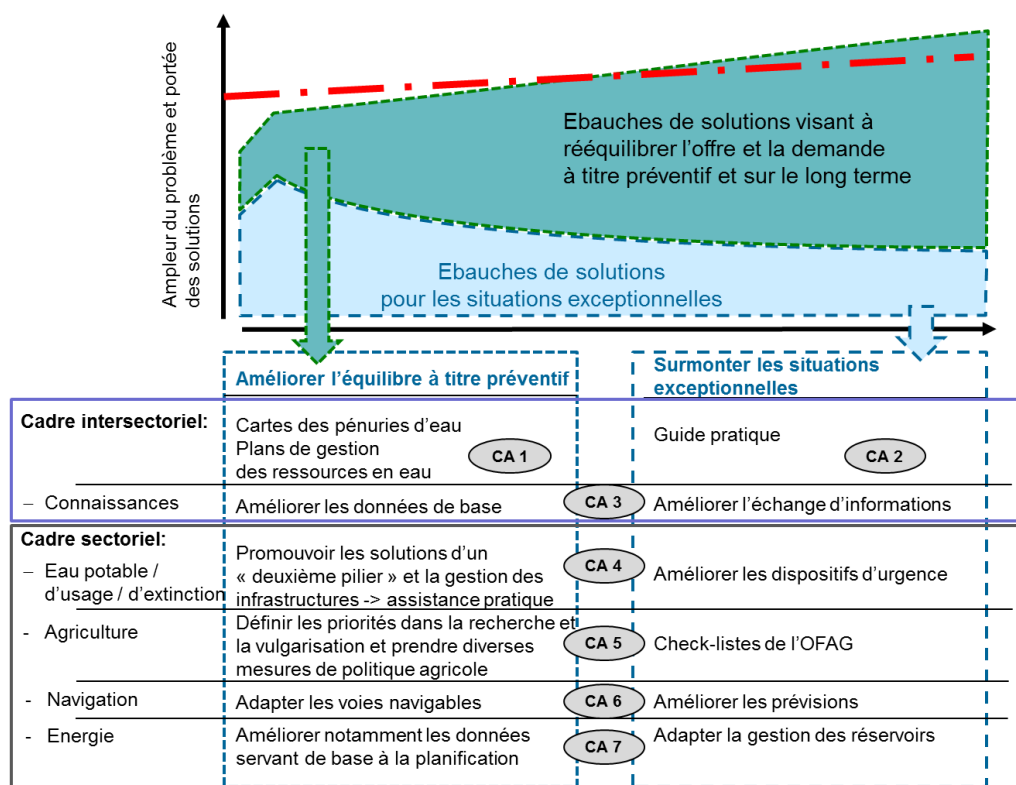 Ampleur du problème et portée
des solutions
Ebauches de solutions visant à
rééquilibrer l'offre et la demande
à titre préventif et sur le long terme
Ebauches de solutions
pour les situations exceptionnelles
Améliorer l'équilibre à titre préventif
Surmonter les situations
exceptionnelles
Cadre intersectoriel:
Cartes des pénuries d'eau
Plans de gestion
des ressources en eau
CA 1
Guide pratique
CA 2
– Connaissances
Améliorer les données de base
CA 3
Améliorer l'échange d'informations
Cadre sectoriel:
– Eau potable /
d'usage / d'extinction
Promouvoir les solutions d'un
« deuxième pilier » et la gestion des
infrastructures -> assistance pratique
CA 4
Améliorer les dispositifs d'urgence
- Agriculture
Définir les priorités dans la recherche et
la vulgarisation et prendre diverses
mesures de politique agricole
CA 5
Check-listes de l'OFAG
- Navigation
Adapter les voies navigables
CA 6
Améliorer les prévisions
- Energie
Améliorer notamment les données
servant de base à la planification
CA 7
Adapter la gestion des réservoirs